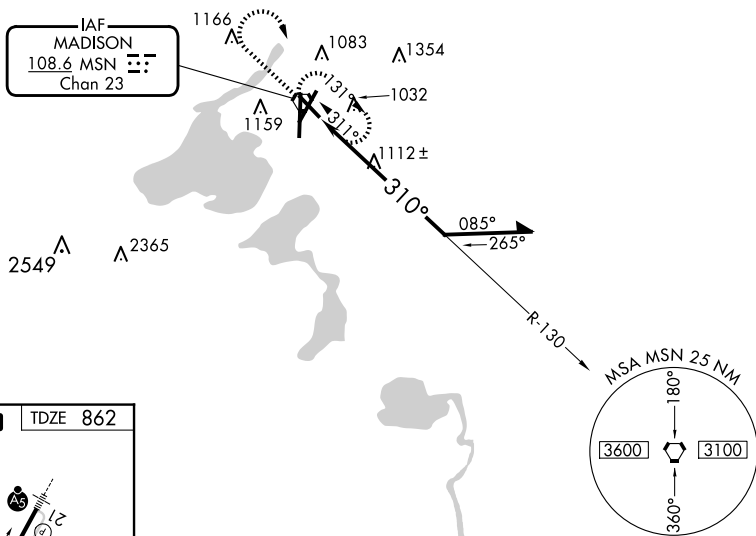 IAF
MADISON
108.6 MSN
Chan 23
1166
1083
1354
1032
1159
131°
311°
1112 ±
310°
085°
265°
2549
2365
R-130
MSA MSN 25 NM
180°
3600
3100
360°
TDZE 862
A5
21
P